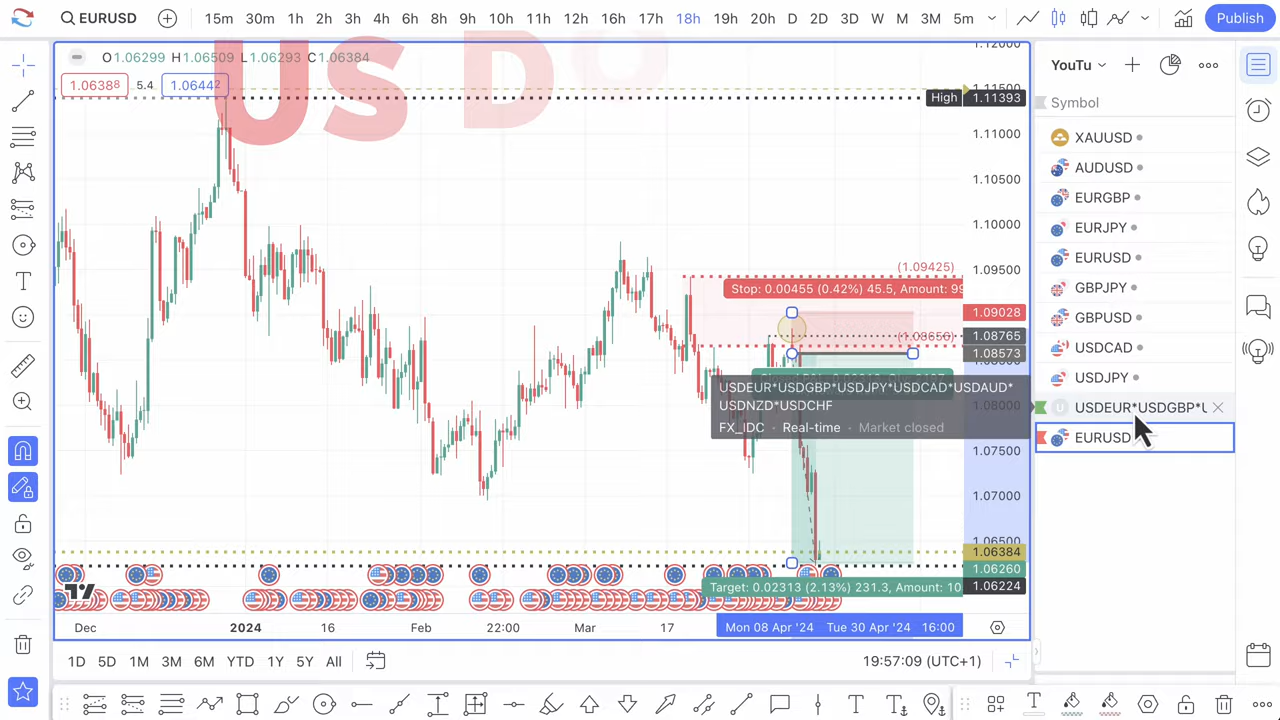 EURUSD 15m 30m 1h 2h 3h 4h 6h 7h 8h 9h 10h 11h 12h 16h 17h 18h 19h 20h D 2D 3D W M 3M 5m Publish
O1.06299 H1.06509 L1.06293 C1.06384
1.06388 5.4 1.06442
USDO
1.12000
1.11500
High 1.11393
1.11000
1.10500
1.10000
1.09500
(1.09425)
Stop: 0.00455 (0.42%) 45.5, Amount: 99
1.09028
(1.08656) 1.08765
1.08573
USDEUR*USDGBP*USDJPY*USDCAD*USDAUD*
USDNZD*USDCHF
FX_IDC - Real-time - Market closed
1.08000
1.07500
1.07000
1.06500
1.06384
1.06260
1.06224
Target: 0.02313 (2.13%) 231.3, Amount: 10
Dec 2024 16 Feb 22:00 Mar 17 Mon 08 Apr '24 Tue 30 Apr '24 16:00
1D 5D 1M 3M 6M YTD 1Y 5Y All 19:57:09 (UTC+1)
YouTu
Symbol
XAUUSD
AUDUSD
EURGBP
EURJPY
EURUSD
GBPJPY
GBPUSD
USDCAD
USDJPY
USDEUR*USDGBP*U
EURUSD